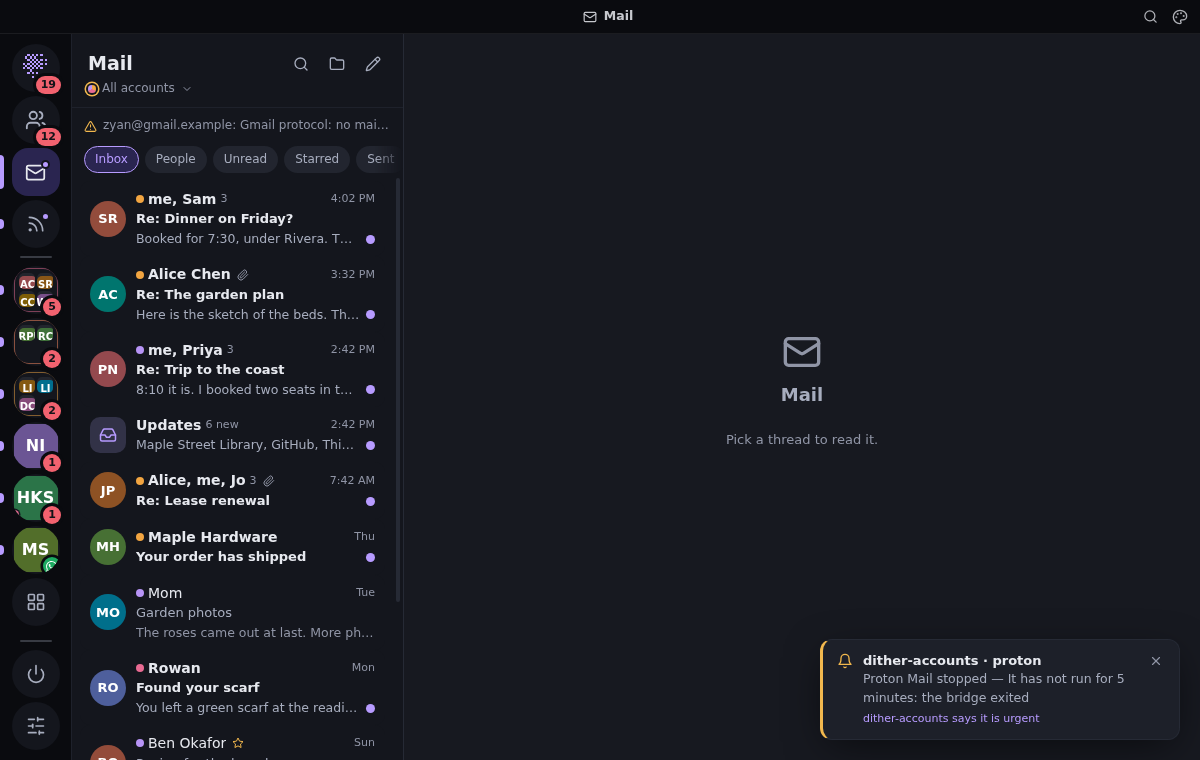 Mail
19
12
5
2
2
NI
1
HKS
1
MS
AC SR
CC
RP RC
LI LI
DC
Mail
All accounts
zyan@gmail.example: Gmail protocol: no mai…
Inbox People Unread Starred Sent
SR
me, Sam 3 4:02 PM
Re: Dinner on Friday?
Booked for 7:30, under Rivera. T…
AC
Alice Chen 3:32 PM
Re: The garden plan
Here is the sketch of the beds. Th…
PN
me, Priya 3 2:42 PM
Re: Trip to the coast
8:10 it is. I booked two seats in t…
Updates 6 new 2:42 PM
Maple Street Library, GitHub, Thi…
JP
Alice, me, Jo 3 7:42 AM
Re: Lease renewal
MH
Maple Hardware Thu
Your order has shipped
MO
Mom Tue
Garden photos
The roses came out at last. More ph…
RO
Rowan Mon
Found your scarf
You left a green scarf at the readi…
Ben Okafor Sun
Mail
Pick a thread to read it.
dither-accounts · proton
Proton Mail stopped — It has not run for 5
minutes: the bridge exited
dither-accounts says it is urgent